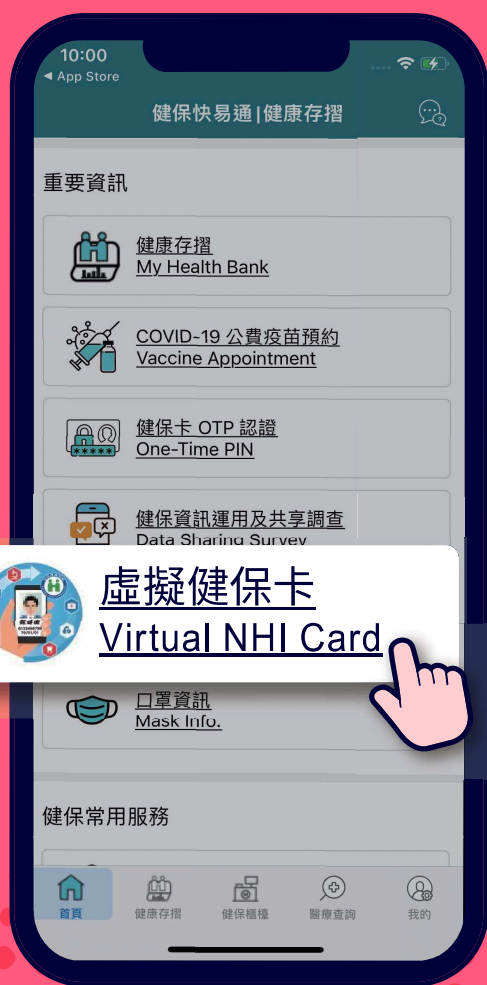 10:00
App Store
健保快易通|健康存摺
重要資訊
健康存摺
My Health Bank
COVID-19 公費疫苗預約
Vaccine Appointment
健保卡 OTP 認證
One-Time PIN
*****
健保資訊運用及共享調查
Data Sharing Survey
虛擬健保卡
Virtual NHI Card
口罩資訊
Mask Info.
健保常用服務
首頁 健康存摺 健保櫃檯 醫療查詢 我的